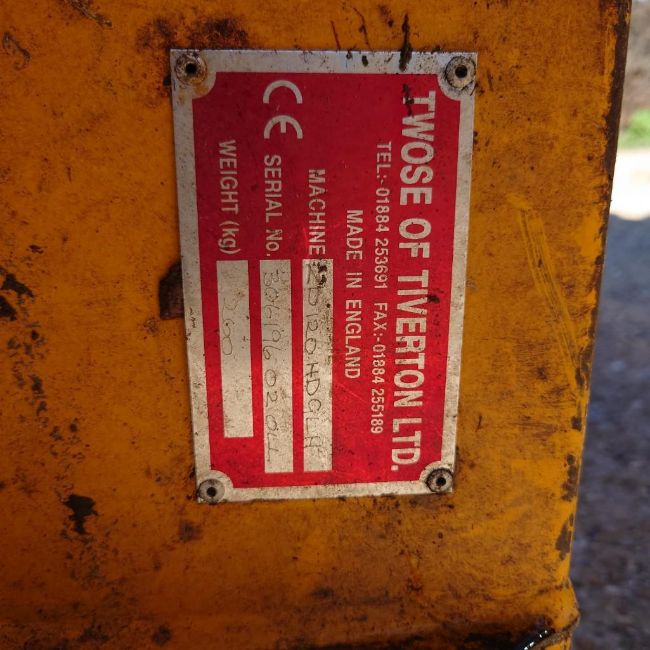 TWOSE OF TIVERTON LTD.
TEL:-01884 253691 FAX:-01884 255189
MADE IN ENGLAND
MACHINE
CE SERIAL No.
WEIGHT (kg)